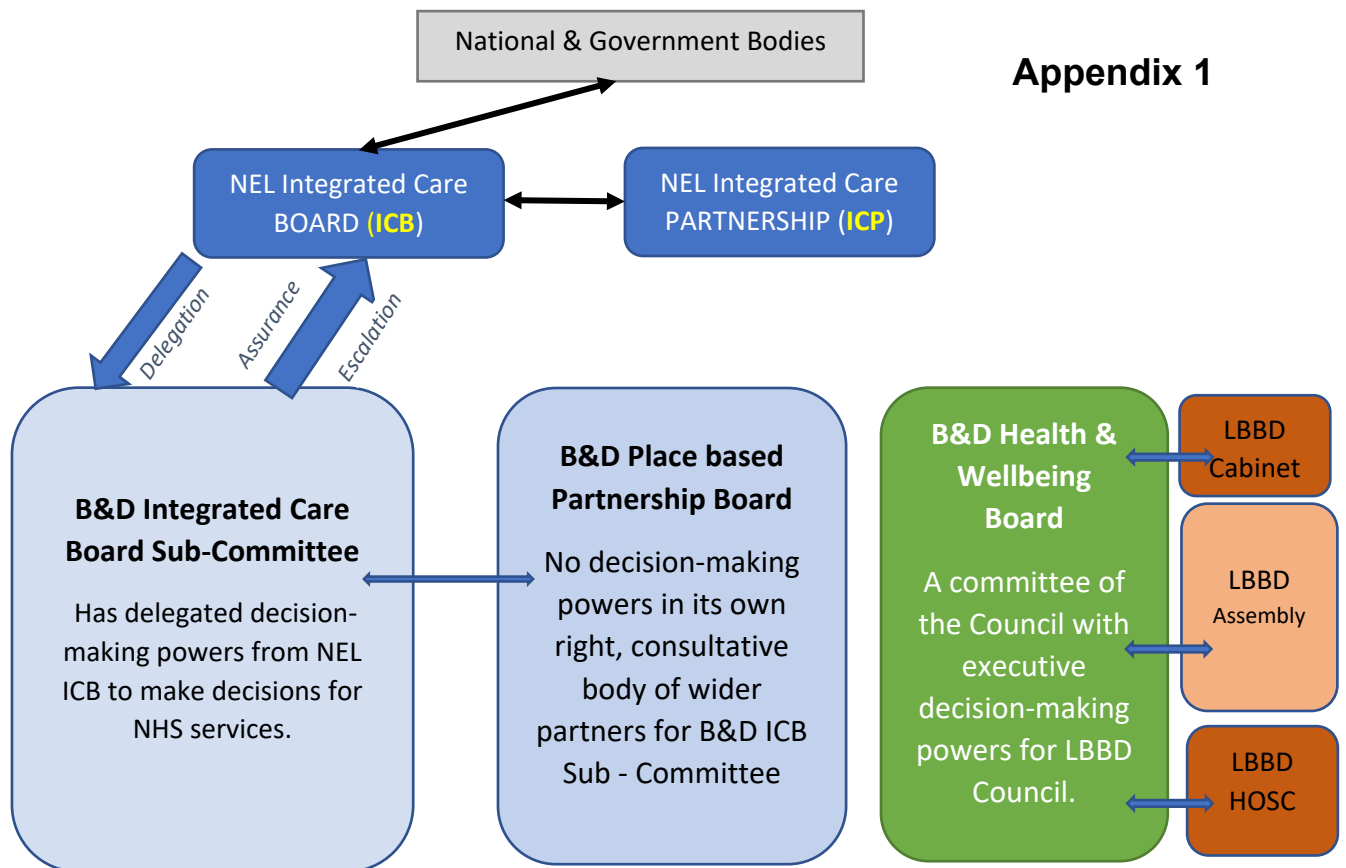 National & Government Bodies
Appendix 1
NEL Integrated Care
BOARD (ICB)
NEL Integrated Care
PARTNERSHIP (ICP)
Delegation
Assurance
Escalation
B&D Integrated Care
Board Sub-Committee
Has delegated decision-
making powers from NEL
ICB to make decisions for
NHS services.
B&D Place based
Partnership Board
No decision-making
powers in its own
right, consultative
body of wider
partners for B&D ICB
Sub - Committee
B&D Health &
Wellbeing
Board
A committee of
the Council with
executive
decision-making
powers for LBBD
Council.
LBBD
Cabinet
LBBD
Assembly
LBBD
HOSC